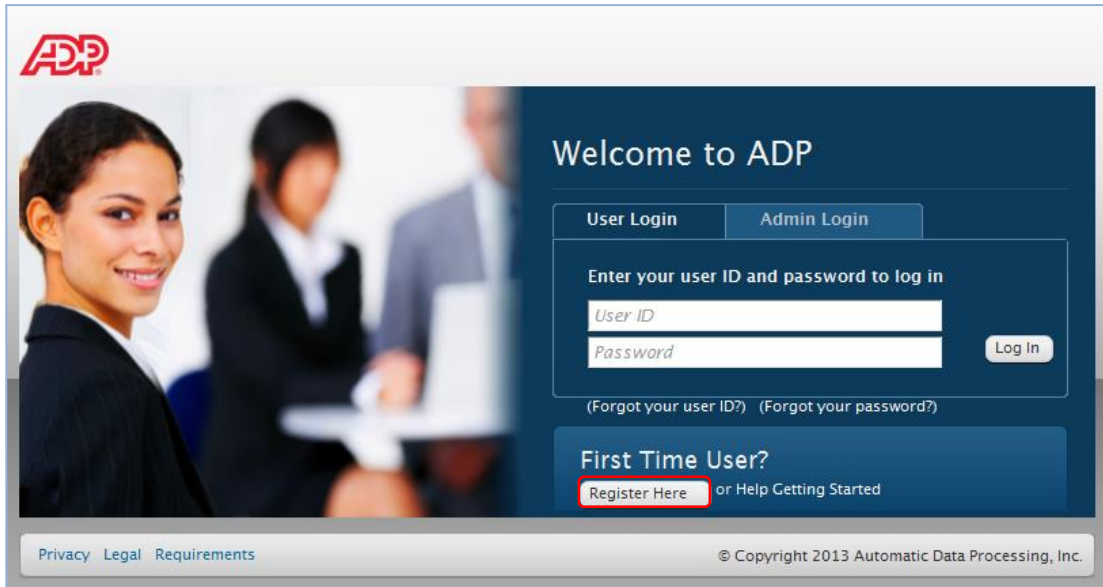 ADP
Welcome to ADP
User Login Admin Login
Enter your user ID and password to log in
User ID
Password
Log In
(Forgot your user ID?) (Forgot your password?)
First Time User?
Register Here or Help Getting Started
Privacy Legal Requirements © Copyright 2013 Automatic Data Processing, Inc.